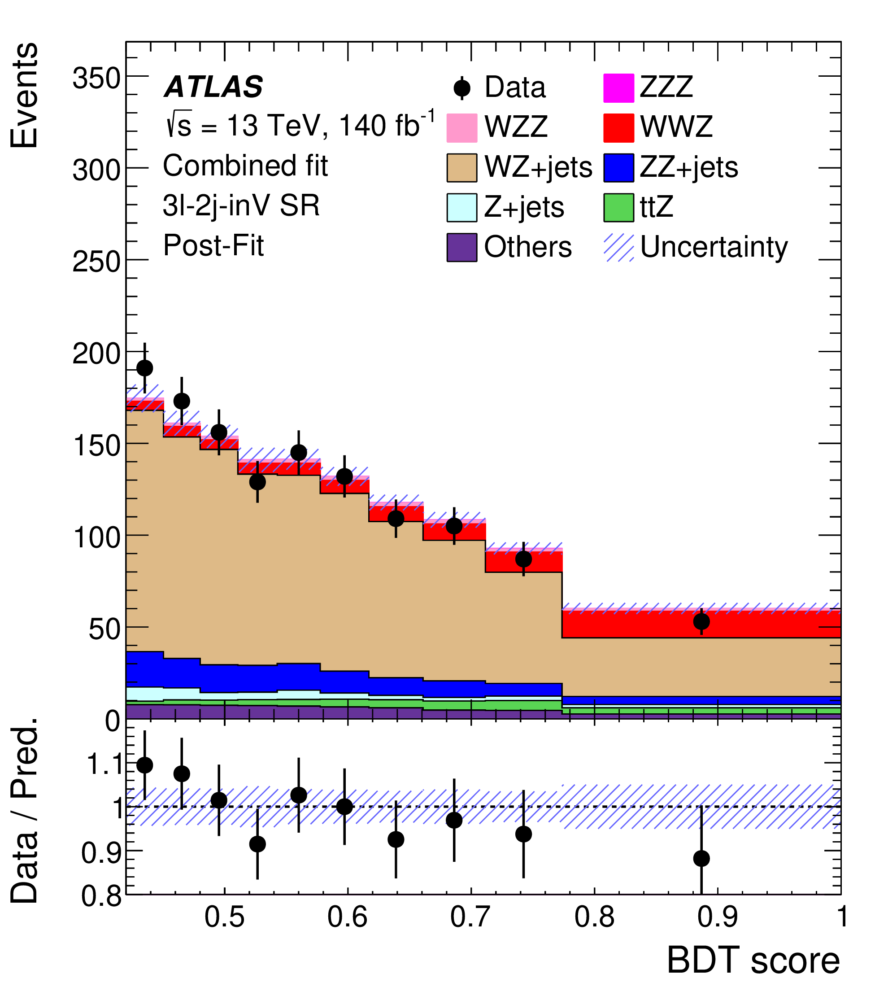 Events
350
300
250
200
150
100
50
0
ATLAS
√s = 13 TeV, 140 fb⁻¹
Combined fit
3l-2j-inV SR
Post-Fit
Data
ZZZ
WZZ
WWZ
WZ+jets
ZZ+jets
Z+jets
ttZ
Others
Uncertainty
Data / Pred.
1.1
1
0.9
0.8
0.5 0.6 0.7 0.8 0.9 1
BDT score